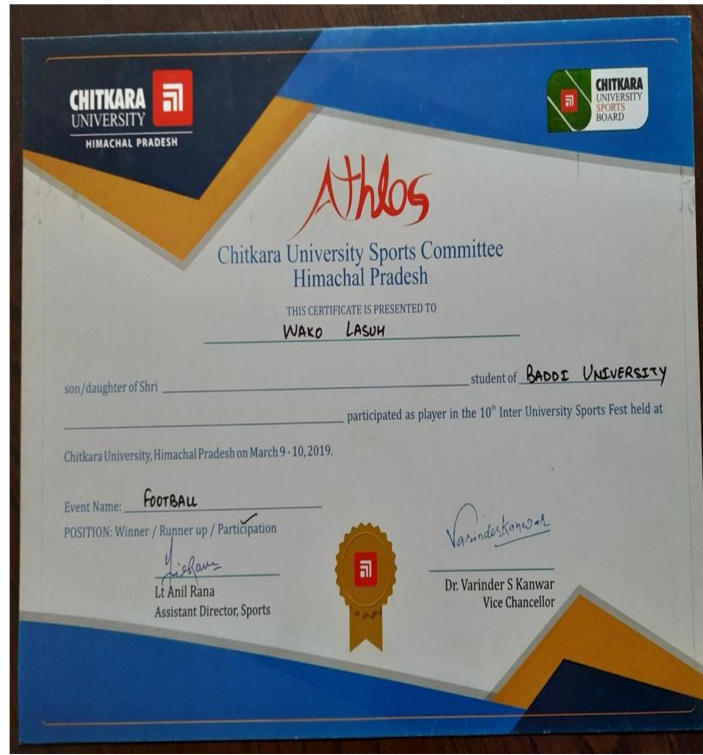 CHITKARA
UNIVERSITY
HIMACHAL PRADESH
CHITKARA
UNIVERSITY
SPORTS
BOARD
Athlos
Chitkara University Sports Committee
Himachal Pradesh
THIS CERTIFICATE IS PRESENTED TO
WAKO LASUH
son/daughter of Shri student of BADDI UNIVERSITY
participated as player in the 10th Inter University Sports Fest held at
Chitkara University, Himachal Pradesh on March 9 - 10, 2019.
Event Name: FOOTBALL
POSITION: Winner / Runner up / Participation
Varinderkanwar
Lt Anil Rana
Assistant Director, Sports
Dr. Varinder S Kanwar
Vice Chancellor